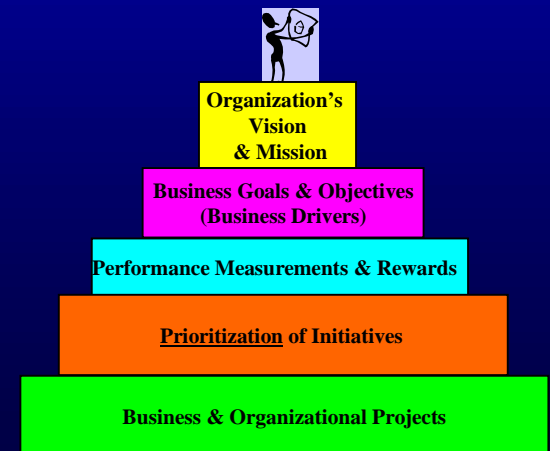 Organization's
Vision
& Mission
Business Goals & Objectives
(Business Drivers)
Performance Measurements & Rewards
Prioritization of Initiatives
Business & Organizational Projects